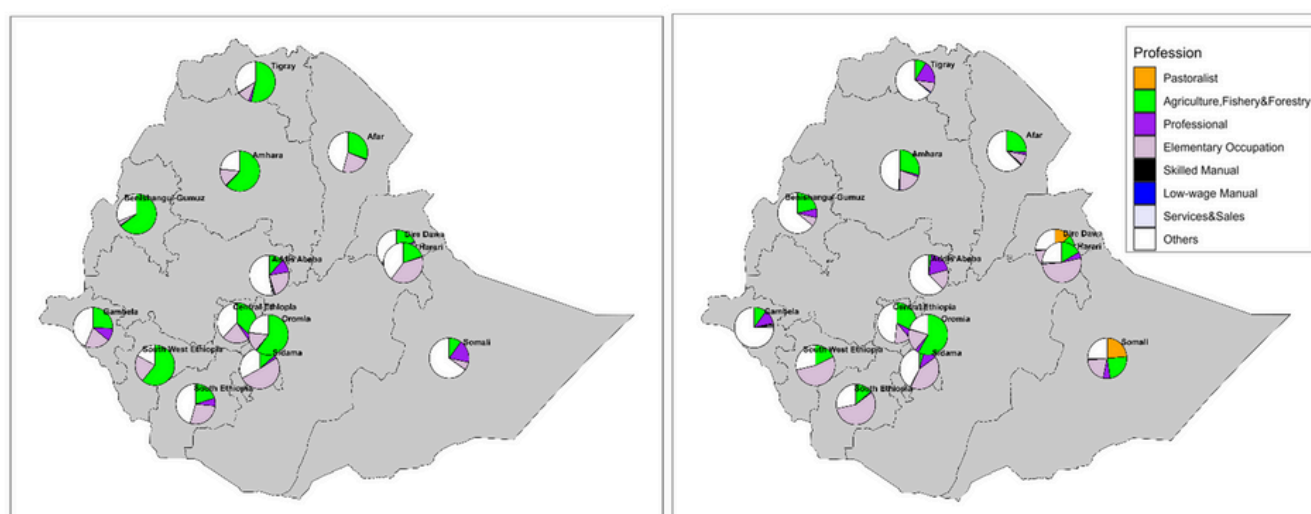 Tigray
Afar
Amhara
Benishangul-Gumuz
Dire Dawa
Harari
Addis Ababa
Gambela
Central Ethiopia
Oromia
South West Ethiopia
Sidama
Somali
South Ethiopia
Tigray
Afar
Amhara
Benishangul-Gumuz
Dire Dawa
Harari
Addis Ababa
Gambela
Central Ethiopia
Oromia
South West Ethiopia
Sidama
Somali
South Ethiopia
Profession
Pastoralist
Agriculture,Fishery&Forestry
Professional
Elementary Occupation
Skilled Manual
Low-wage Manual
Services&Sales
Others